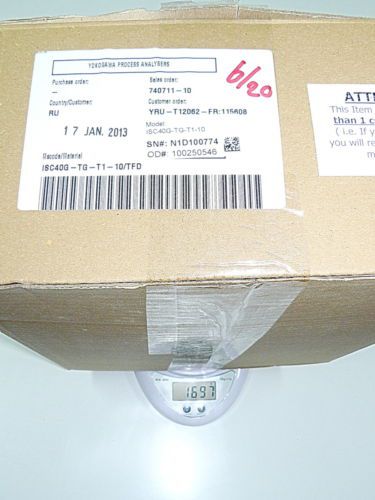 YOKOGAWA PROCESS ANALYSERS
Purchase order:
Sales order:
—
740711-10
Country/Customer:
Customer order:
RU
YRU-T12062-FR:115608
17 JAN. 2013
Model
ISC40G-TG-T1-10
SN#: N1D100774
OD#: 100250546
Mscode/Material
ISC40G-TG-T1-10/TFD
6/20
ATT
This Item
than 1 c
( i.e. If y
you will re
m
1697